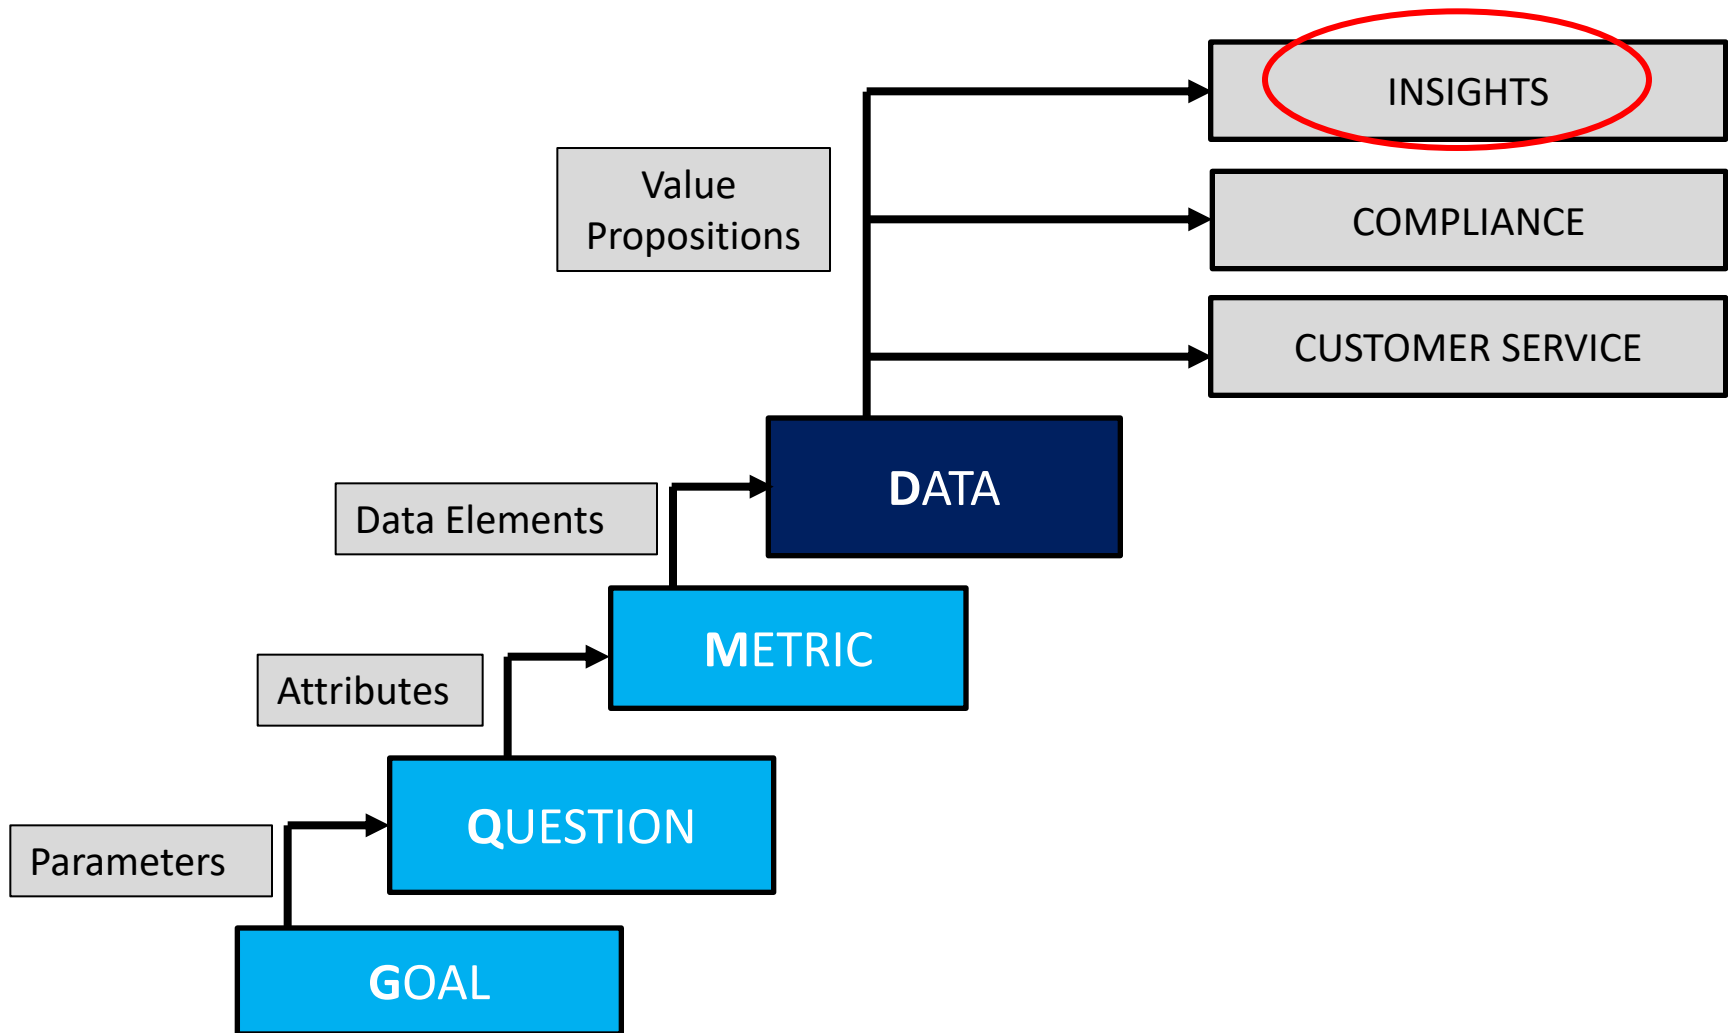 INSIGHTS
Value
Propositions
COMPLIANCE
CUSTOMER SERVICE
DATA
Data Elements
METRIC
Attributes
QUESTION
Parameters
GOAL